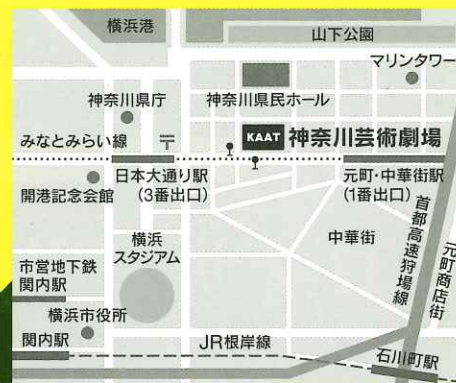 横浜港
山下公園
マリンタワー
神奈川県庁
神奈川県民ホール
みなとみらい線
〒
KAAT 神奈川芸術劇場
日本大通り駅
(3番出口)
元町・中華街駅
(1番出口)
開港記念会館
横浜
スタジアム
中華街
首都高速狩場線
元町商店街
市営地下鉄
関内駅
横浜市役所
関内駅
JR根岸線
石川町駅